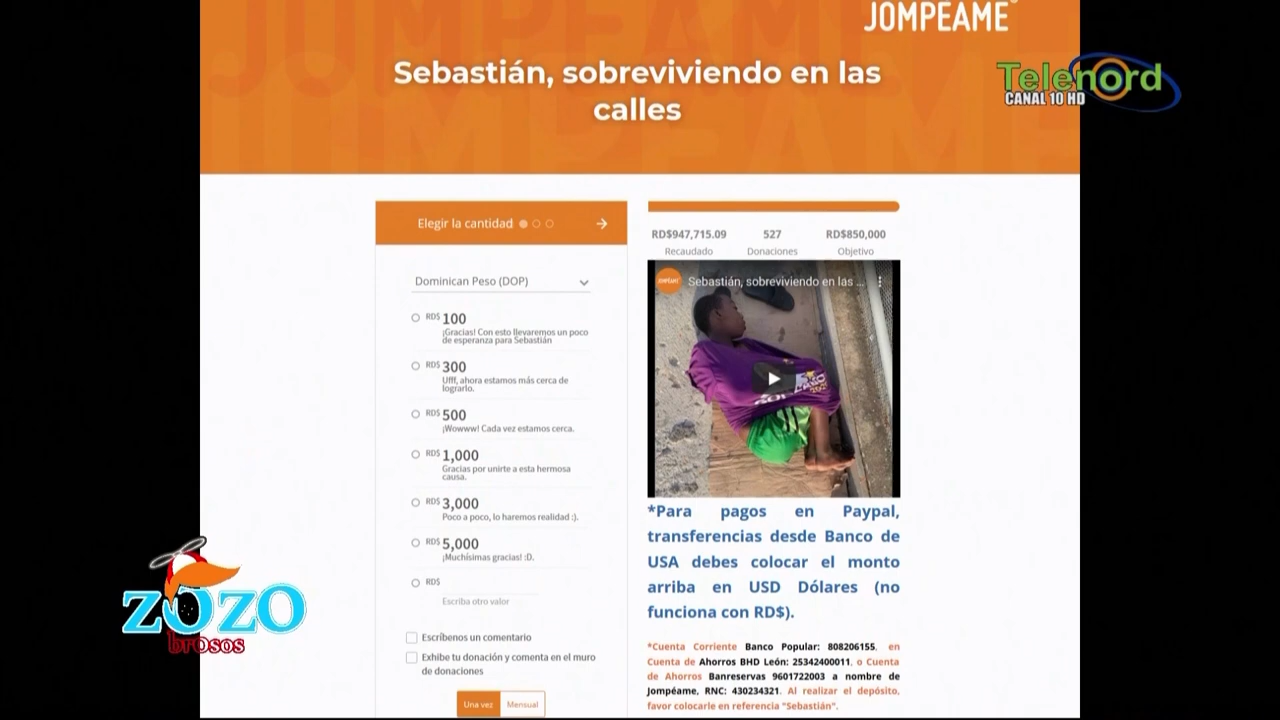 JOMPÉAME
Sebastián, sobreviviendo en las
calles
Telenord
CANAL 10 HD
Elegir la cantidad
RD$947,715.09
527
RD$850,000
Recaudado
Donaciones
Objetivo
Dominican Peso (DOP)
Sebastián, sobreviviendo en las ...
RD$ 100
¡Gracias! Con esto llevaremos un poco
de esperanza para Sebastián
RD$ 300
Ufff, ahora estamos más cerca de
lograrlo.
RD$ 500
¡Wowww! Cada vez estamos cerca.
RD$ 1,000
Gracias por unirte a esta hermosa
causa.
RD$ 3,000
Poco a poco, lo haremos realidad :).
RD$ 5,000
¡Muchísimas gracias! :D.
RD$
Escriba otro valor
Escríbenos un comentario
Exhibe tu donación y comenta en el muro
de donaciones
Una vez
Mensual
*Para pagos en Paypal,
transferencias desde Banco de
USA debes colocar el monto
arriba en USD Dólares (no
funciona con RD$).
*Cuenta Corriente Banco Popular: 808206155, en
Cuenta de Ahorros BHD León: 25342400011, o Cuenta
de Ahorros Banreservas 9601722003 a nombre de
Jompéame, RNC: 430234321. Al realizar el depósito,
favor colocarle en referencia "Sebastián".
ZOZO
brOsos